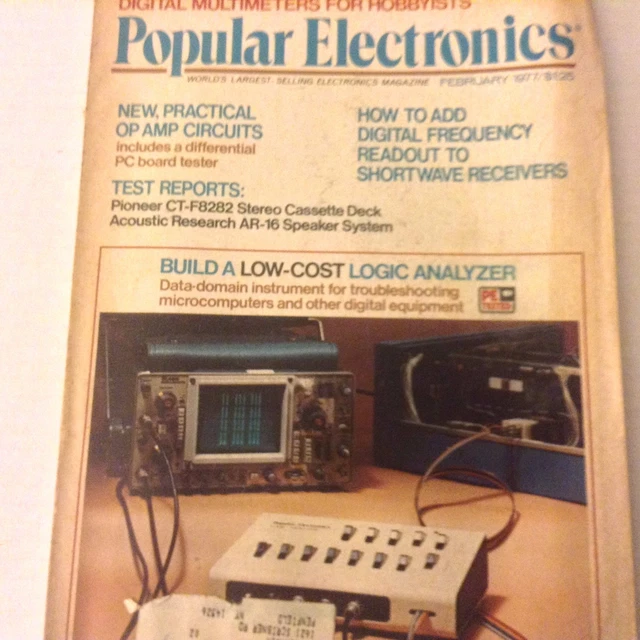 DIGITAL MULTIMETERS FOR HOBBYISTS
Popular Electronics
WORLD'S LARGEST-SELLING ELECTRONICS MAGAZINE FEBRUARY 1977/$1.25
NEW, PRACTICAL
OP AMP CIRCUITS
includes a differential
PC board tester
HOW TO ADD
DIGITAL FREQUENCY
READOUT TO
SHORTWAVE RECEIVERS
TEST REPORTS:
Pioneer CT-F8282 Stereo Cassette Deck
Acoustic Research AR-16 Speaker System
BUILD A LOW-COST LOGIC ANALYZER
Data-domain instrument for troubleshooting
microcomputers and other digital equipment
PE
TESTED
PENFIELD NY 14526